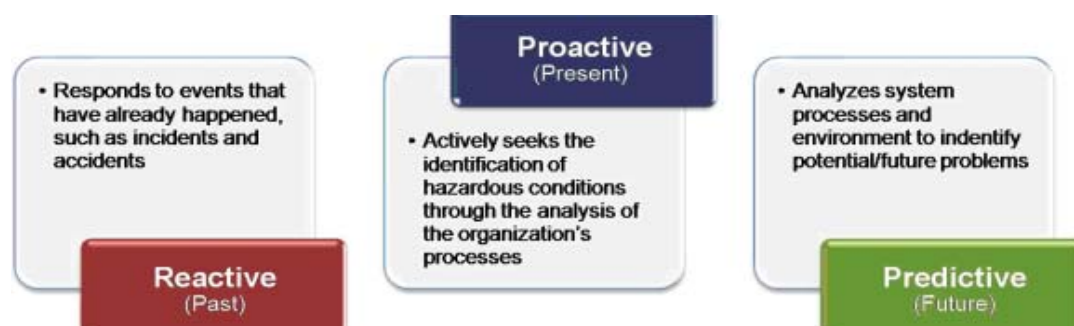 • Responds to events that
have already happened,
such as incidents and
accidents
Reactive
(Past)
Proactive
(Present)
• Actively seeks the
identification of
hazardous conditions
through the analysis of
the organization's
processes
• Analyzes system
processes and
environment to indentify
potential/future problems
Predictive
(Future)